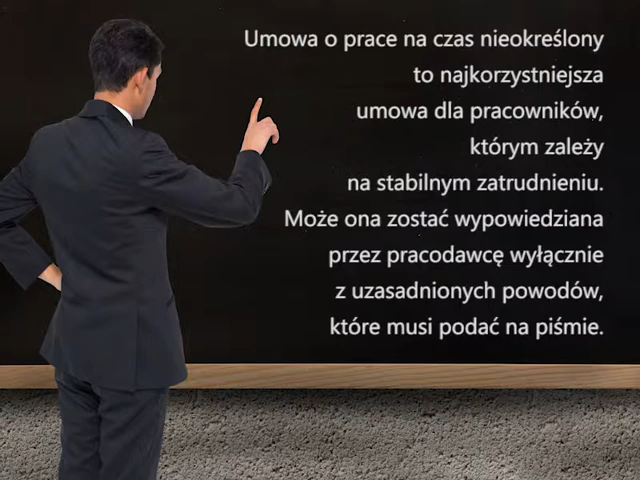 Umowa o prace na czas nieokreślony
to najkorzystniejsza
umowa dla pracowników,
którym zależy
na stabilnym zatrudnieniu.
Może ona zostać wypowiedziana
przez pracodawcę wyłącznie
z uzasadnionych powodów,
które musi podać na piśmie.